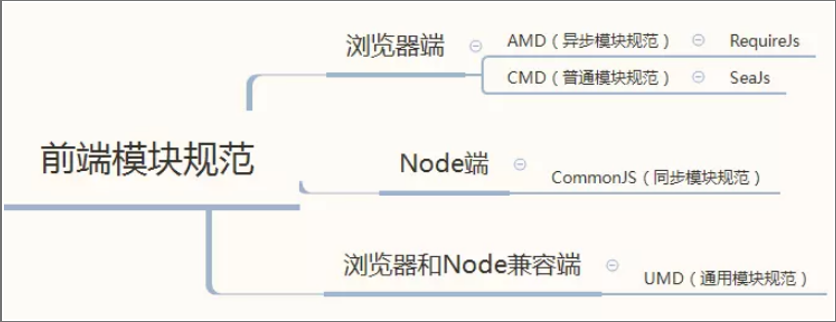 前端模块规范
浏览器端
AMD（异步模块规范）
RequireJs
CMD（普通模块规范）
SeaJs
Node端
CommonJS（同步模块规范）
浏览器和Node兼容端
UMD（通用模块规范）